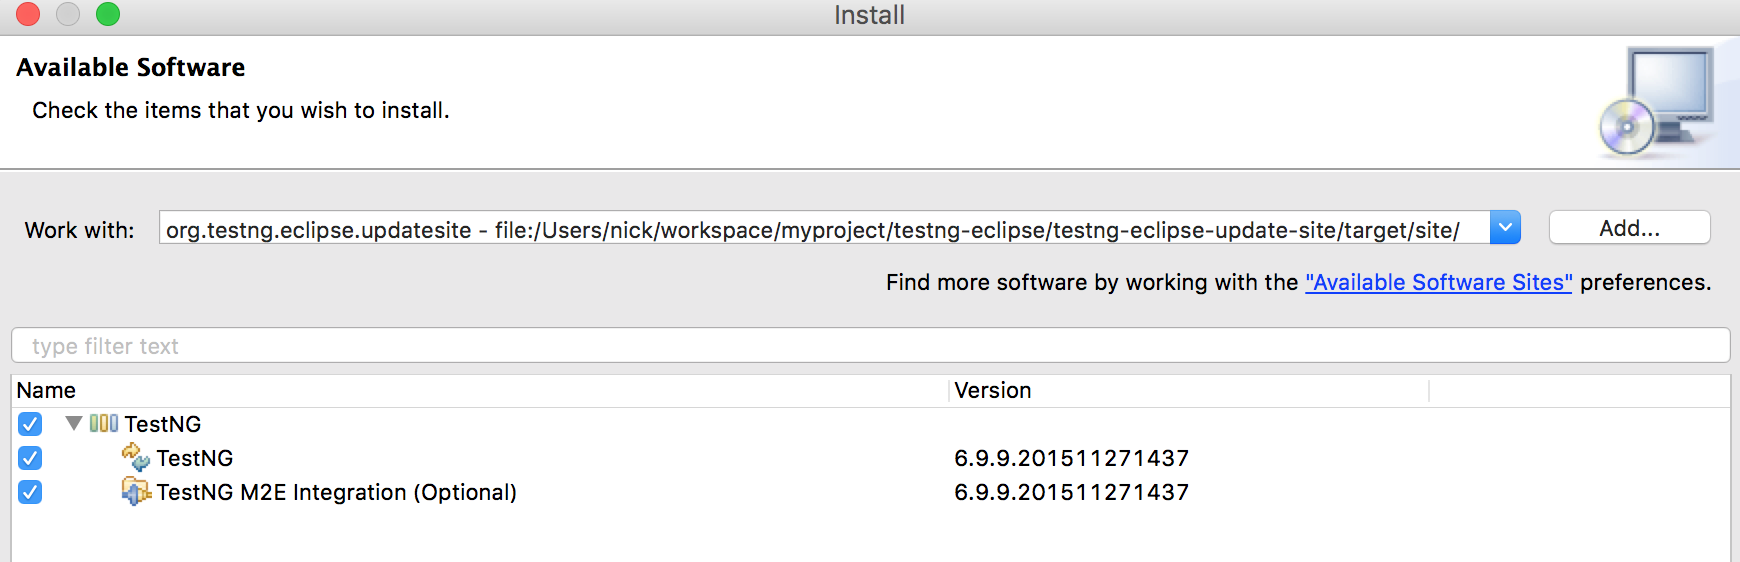 Install
Available Software
Check the items that you wish to install.
Work with: org.testng.eclipse.updatesite - file:/Users/nick/workspace/myproject/testng-eclipse/testng-eclipse-update-site/target/site/ Add...
Find more software by working with the "Available Software Sites" preferences.
type filter text
Name Version
TestNG
TestNG 6.9.9.201511271437
TestNG M2E Integration (Optional) 6.9.9.201511271437